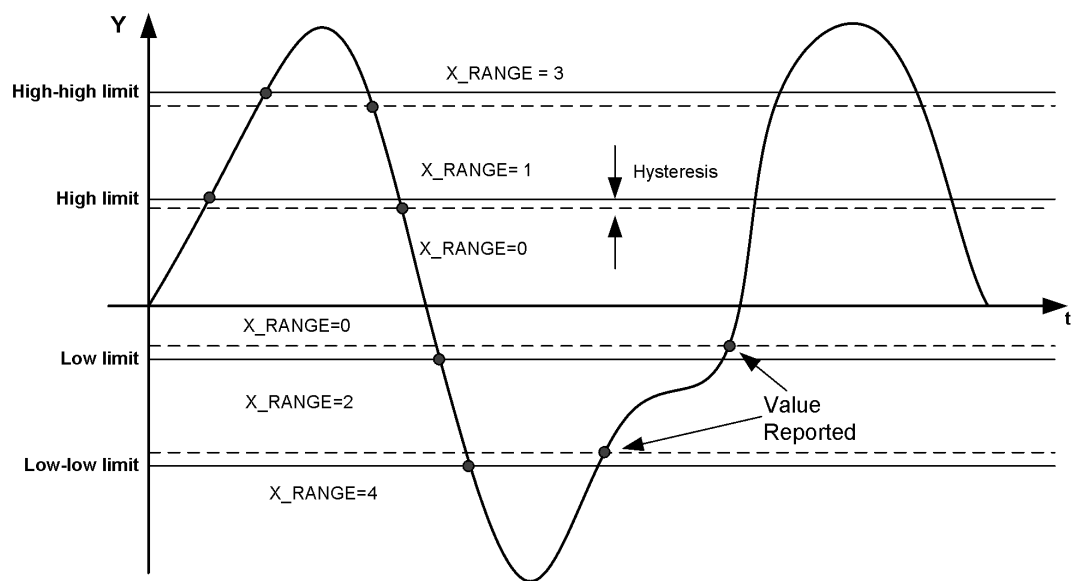 Y
X_RANGE = 3
High-high limit
X_RANGE= 1
Hysteresis
High limit
X_RANGE=0
t
X_RANGE=0
Low limit
X_RANGE=2
Value
Reported
Low-low limit
X_RANGE=4